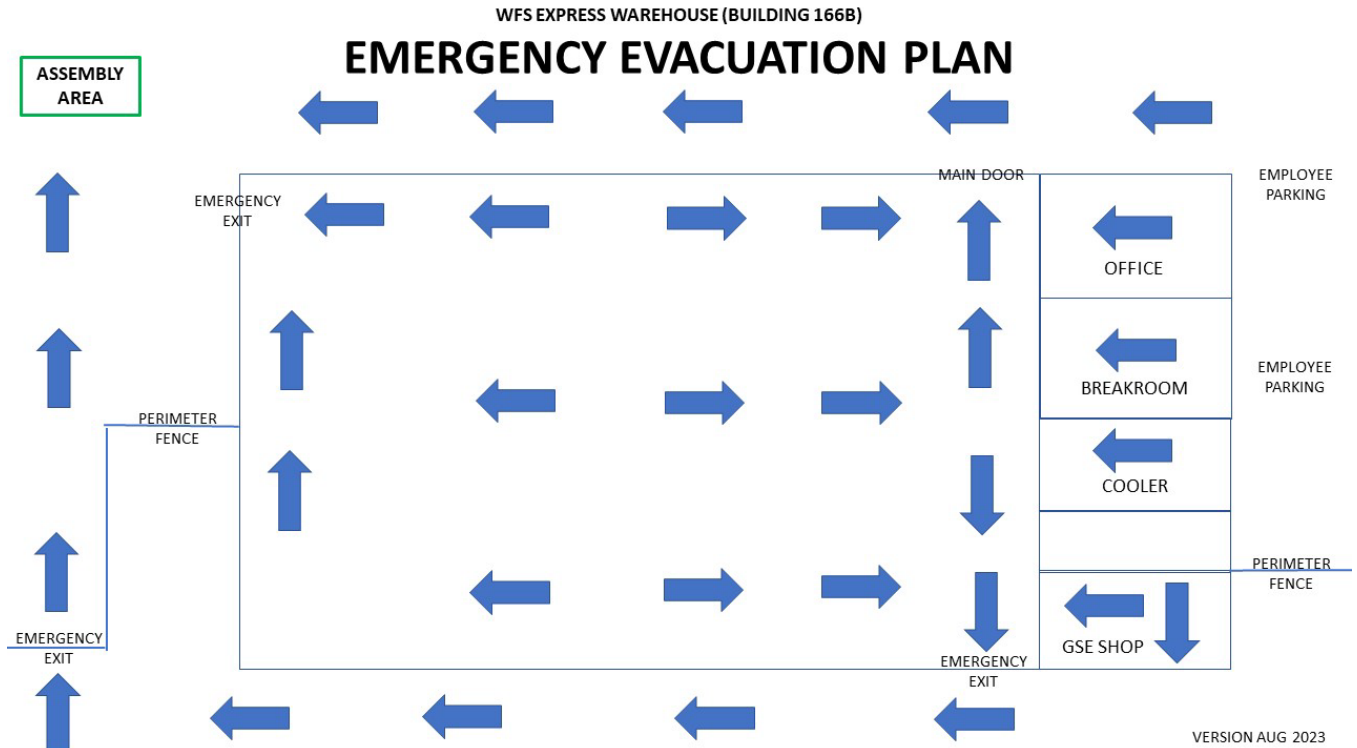 WFS EXPRESS WAREHOUSE (BUILDING 166B)
EMERGENCY EVACUATION PLAN
ASSEMBLY
AREA
MAIN DOOR
EMPLOYEE
PARKING
EMERGENCY
EXIT
OFFICE
EMPLOYEE
PARKING
BREAKROOM
PERIMETER
FENCE
COOLER
PERIMETER
FENCE
EMERGENCY
EXIT
GSE SHOP
EMERGENCY
EXIT
VERSION AUG 2023